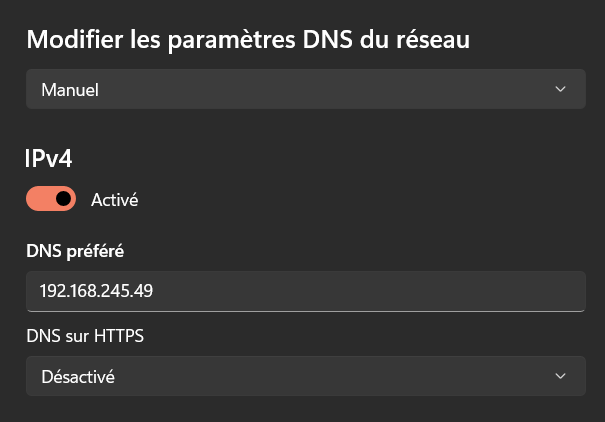 Modifier les paramètres DNS du réseau
Manuel
IPv4
Activé
DNS préféré
192.168.245.49
DNS sur HTTPS
Désactivé